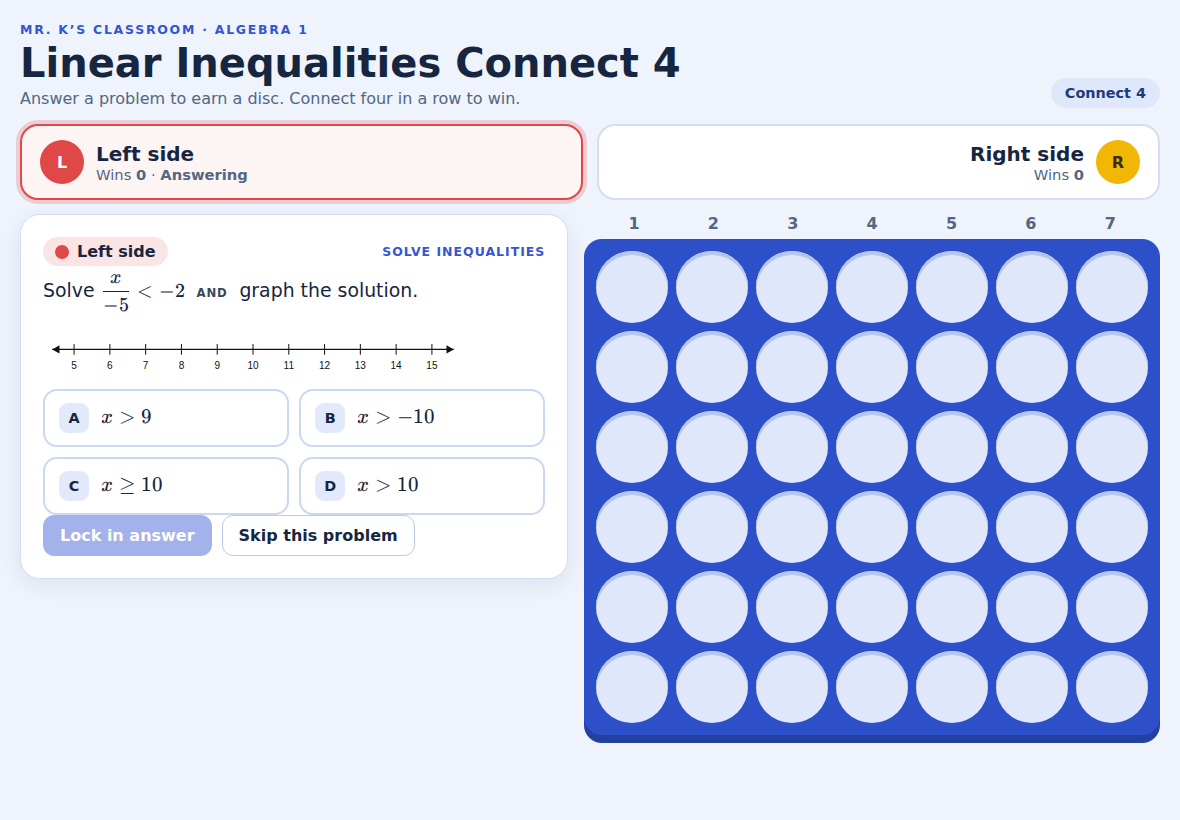 MR. K’S CLASSROOM · ALGEBRA 1
Linear Inequalities Connect 4
Answer a problem to earn a disc. Connect four in a row to win.
Connect 4
L
Left side
Wins 0 · Answering
Right side
Wins 0
R
Left side
SOLVE INEQUALITIES
Solve x/−5 < −2 AND graph the solution.
5 6 7 8 9 10 11 12 13 14 15
A x > 9
B x > −10
C x ≥ 10
D x > 10
Lock in answer
Skip this problem
1 2 3 4 5 6 7